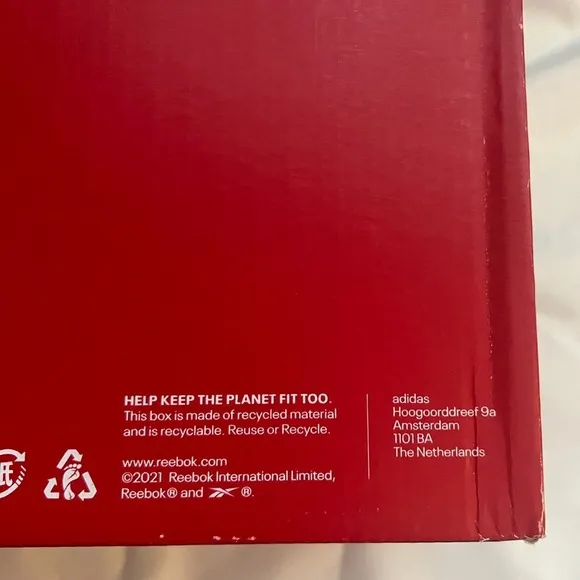 HELP KEEP THE PLANET FIT TOO.
This box is made of recycled material
and is recyclable. Reuse or Recycle.
www.reebok.com
©2021 Reebok International Limited,
Reebok® and ®.
adidas
Hoogoorddreef 9a
Amsterdam
1101 BA
The Netherlands